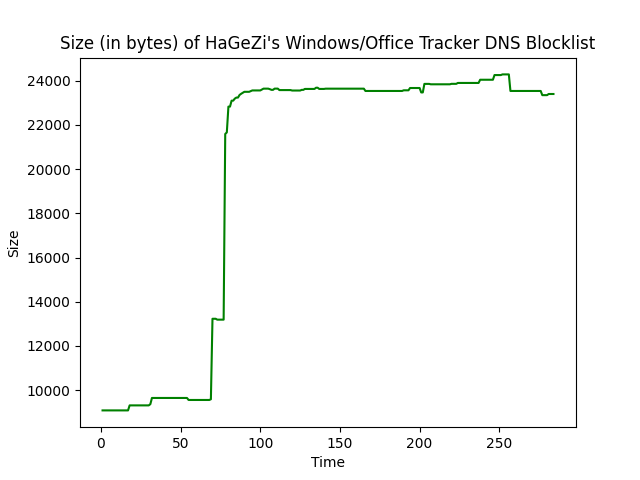 Size (in bytes) of HaGeZi's Windows/Office Tracker DNS Blocklist
24000
22000
20000
18000
16000
14000
12000
10000
Size
0 50 100 150 200 250
Time